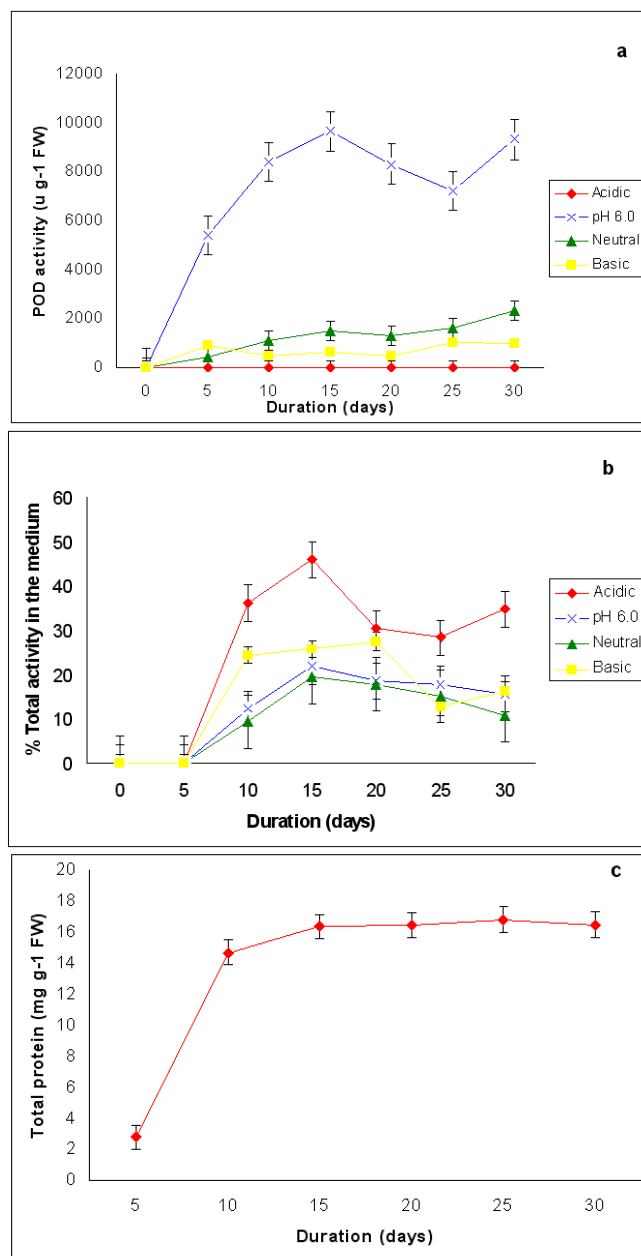 a
12000
10000
8000
6000
4000
2000
0
POD activity (u g-1 FW)
0 5 10 15 20 25 30
Duration (days)
Acidic
pH 6.0
Neutral
Basic
b
60
50
40
30
20
10
0
% Total activity in the medium
0 5 10 15 20 25 30
Duration (days)
Acidic
pH 6.0
Neutral
Basic
c
20
18
16
14
12
10
8
6
4
2
0
Total protein (mg g-1 FW)
5 10 15 20 25 30
Duration (days)